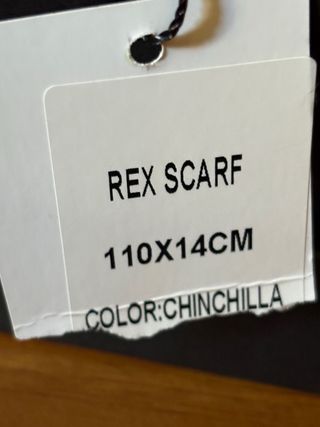 REX SCARF
110X14CM
COLOR:CHINCHILLA